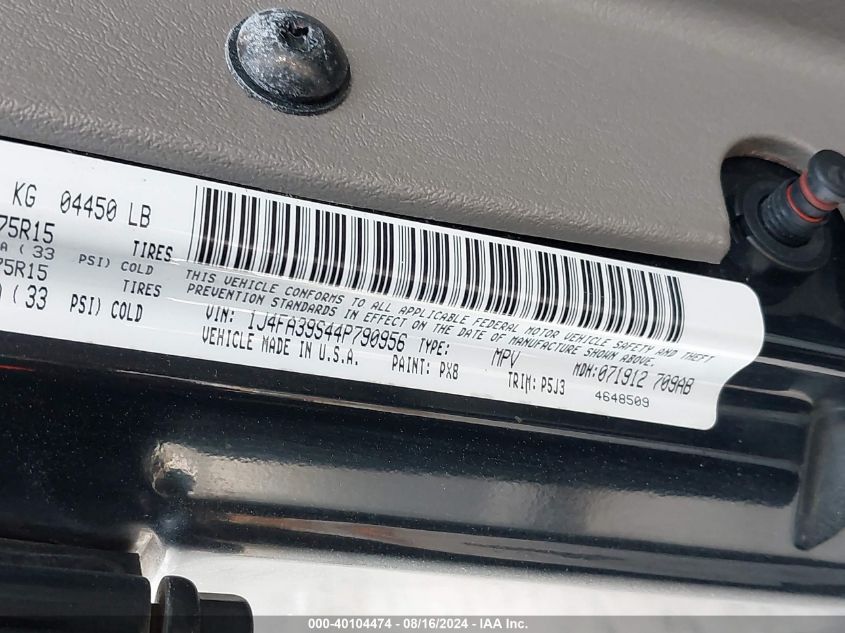 KG 04450 LB
75R15 TIRES
A ( 33 PSI) COLD
75R15 TIRES
( 33 PSI) COLD
THIS VEHICLE CONFORMS TO ALL APPLICABLE FEDERAL MOTOR VEHICLE SAFETY AND THEFT
PREVENTION STANDARDS IN EFFECT ON THE DATE OF MANUFACTURE SHOWN ABOVE.
VIN: 1J4FA39S44P790956 TYPE: MPV MDH:071912 709AB
VEHICLE MADE IN U.S.A. PAINT: PX8 TRIM: P5J3
4648509
000-40104474 - 08/16/2024 - IAA Inc.